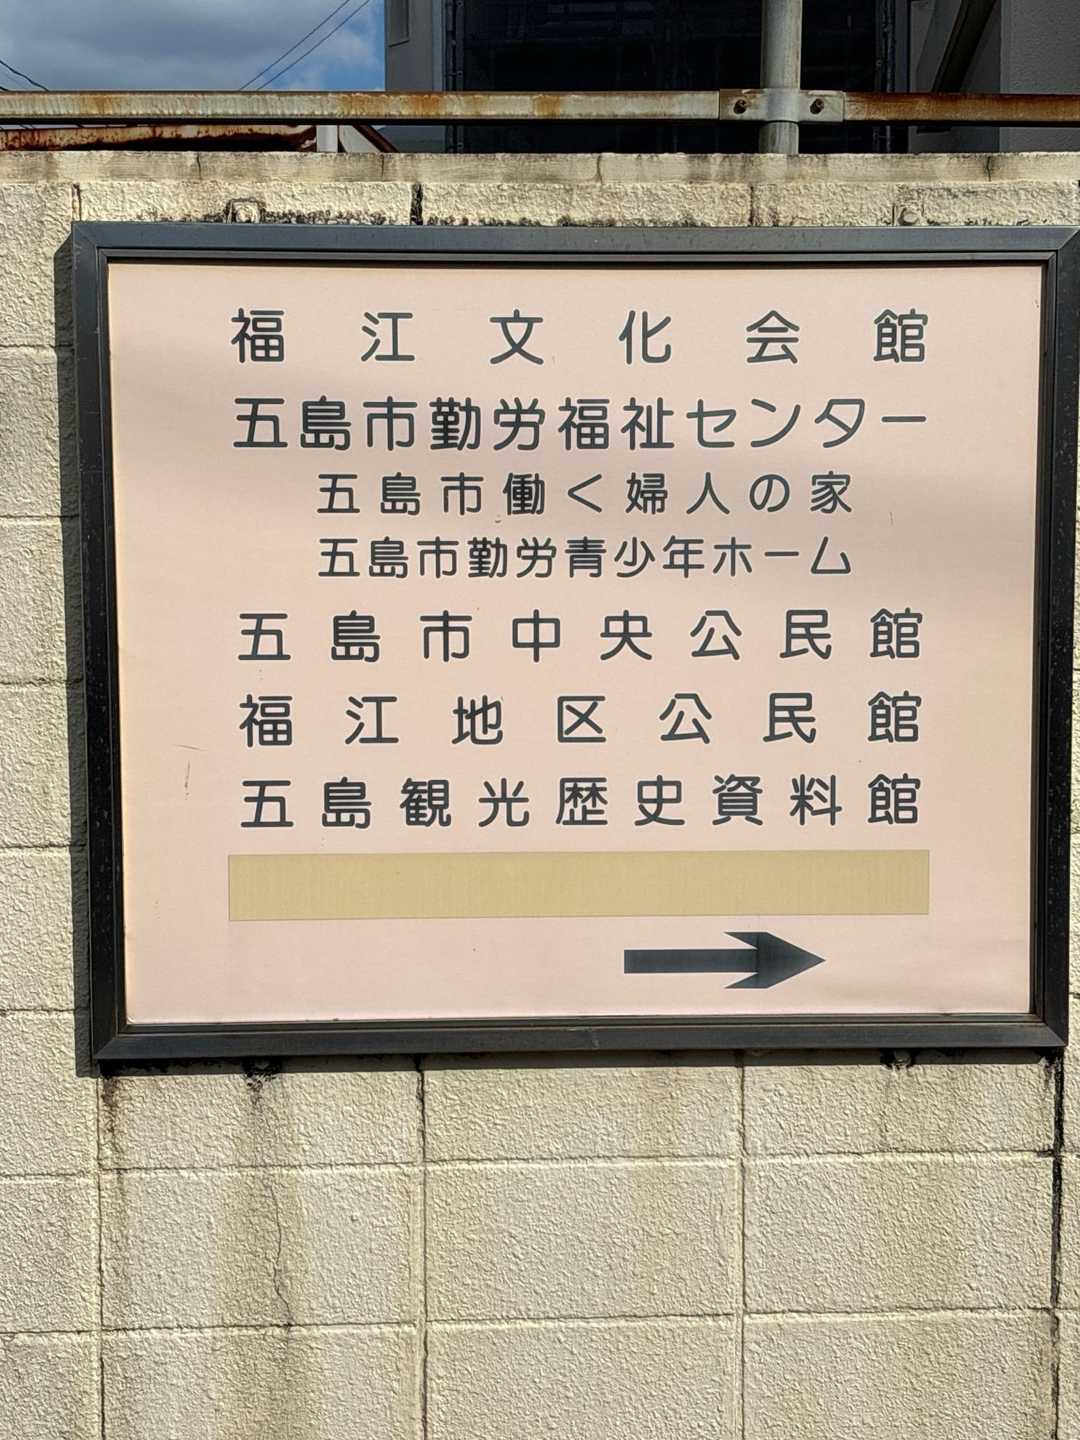 福江文化会館
五島市勤労福祉センター
五島市働く婦人の家
五島市勤労青少年ホーム
五島市中央公民館
福江地区公民館
五島観光歴史資料館